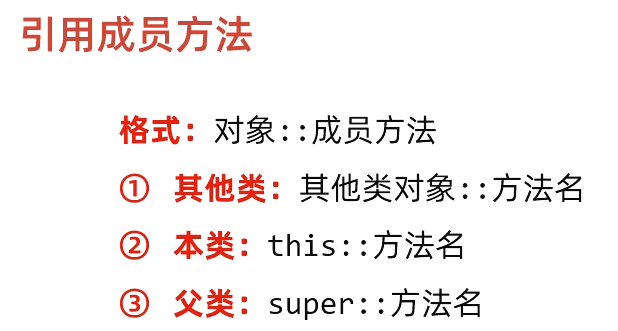 引用成员方法
格式：对象::成员方法
① 其他类：其他类对象::方法名
② 本类：this::方法名
③ 父类：super::方法名